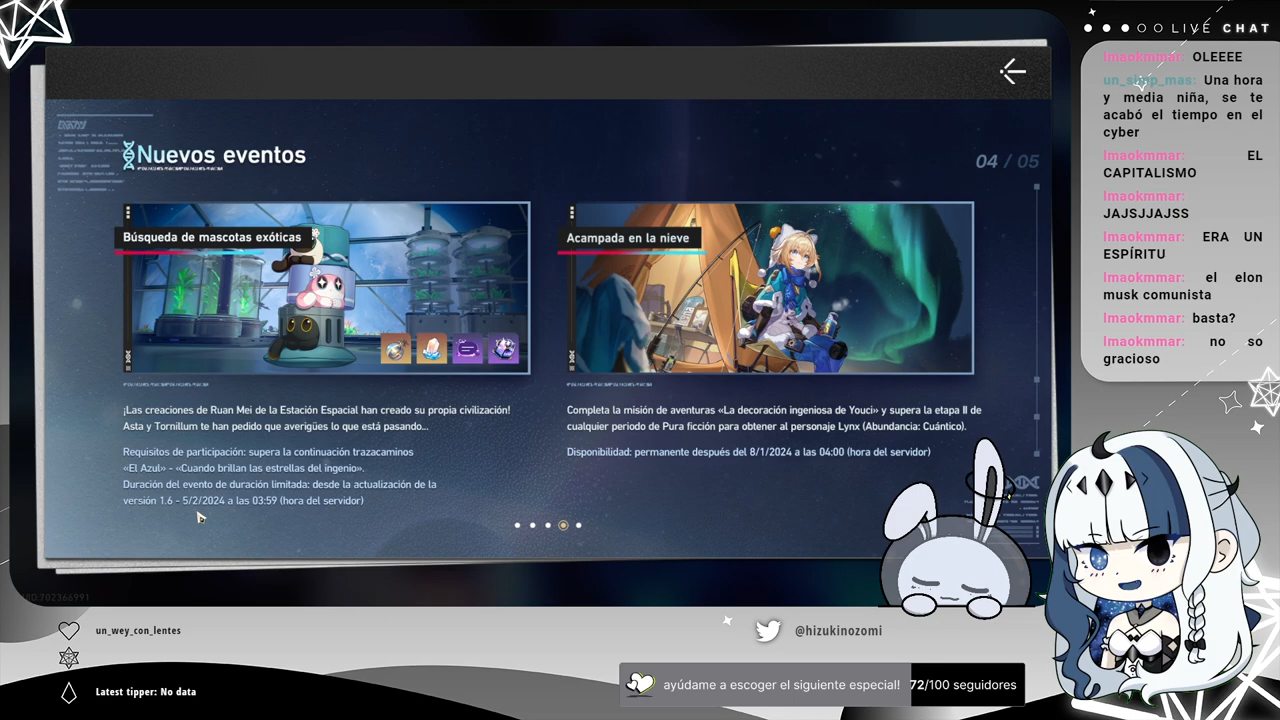 Nuevos eventos
04 / 05
Búsqueda de mascotas exóticas
¡Las creaciones de Ruan Mei de la Estación Espacial han creado su propia civilización!
Asta y Tornillum te han pedido que averigües lo que está pasando...
Requisitos de participación: supera la continuación trazacaminos
«El Azul» - «Cuando brillan las estrellas del ingenio».
Duración del evento de duración limitada: desde la actualización de la
versión 1.6 - 5/2/2024 a las 03:59 (hora del servidor)
Acampada en la nieve
Completa la misión de aventuras «La decoración ingeniosa de Youci» y supera la etapa II de
cualquier periodo de Pura ficción para obtener al personaje Lynx (Abundancia: Cuántico).
Disponibilidad: permanente después del 8/1/2024 a las 04:00 (hora del servidor)
UID:702366991
LIVE CHAT
lmaokmmar: OLEEEE
un_simp_mas: Una hora
y media niña, se te
acabó el tiempo en el
cyber
lmaokmmar: EL
CAPITALISMO
lmaokmmar:
JAJSJJAJSS
lmaokmmar: ERA UN
ESPÍRITU
lmaokmmar: el elon
musk comunista
lmaokmmar: basta?
lmaokmmar: no so
gracioso
un_wey_con_lentes
Latest tipper: No data
@hizukinozomi
ayúdame a escoger el siguiente especial! 72/100 seguidores